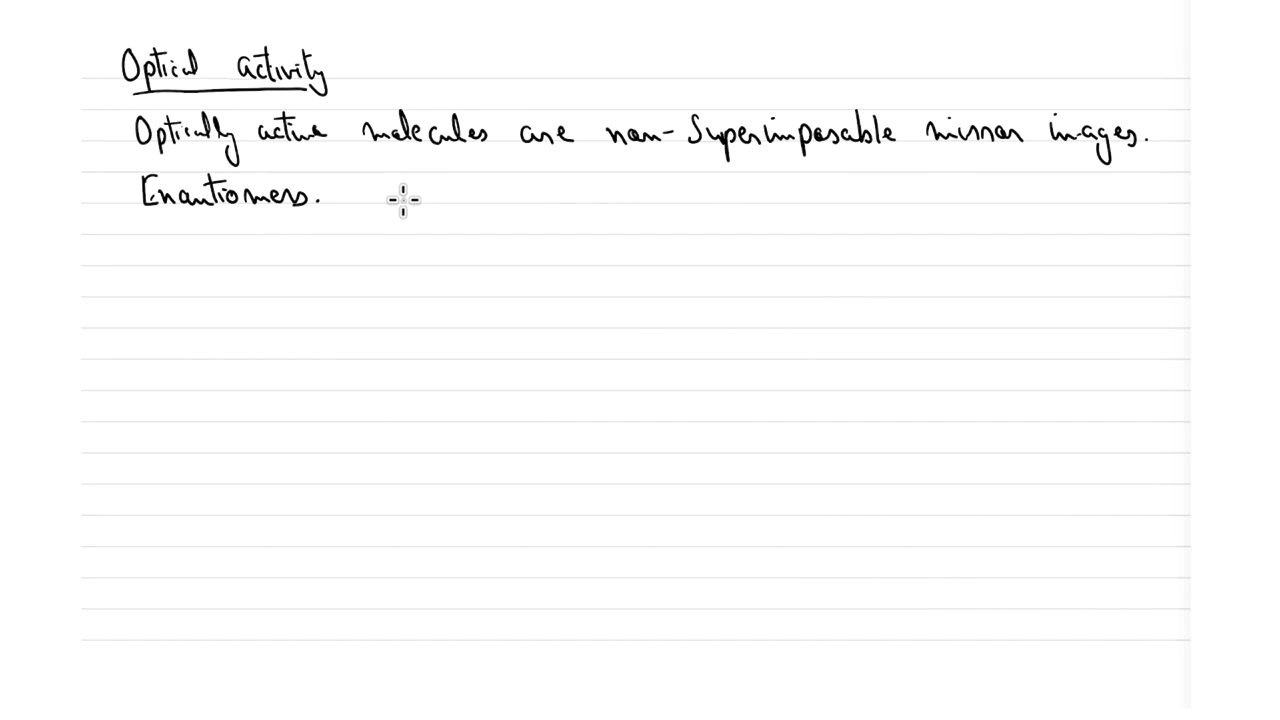 Optical activity
Optically active molecules are non-superimposable mirror images.
Enantiomers.